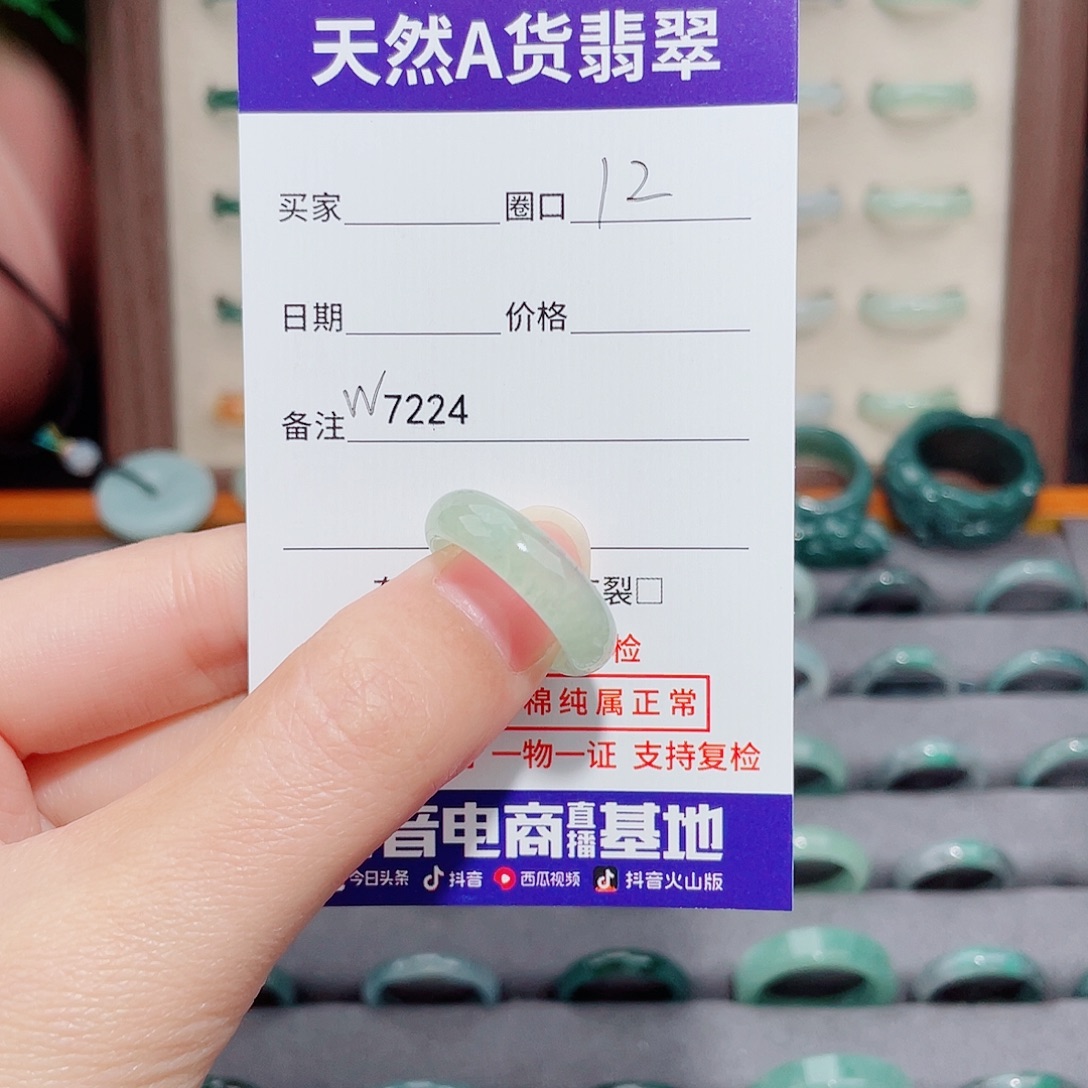 天然A货翡翠
买家 圈口 12
日期 价格
备注 W7224
裂□
检
棉纯属正常
一物一证 支持复检
音电商直播基地
今日头条 抖音 西瓜视频 抖音火山版